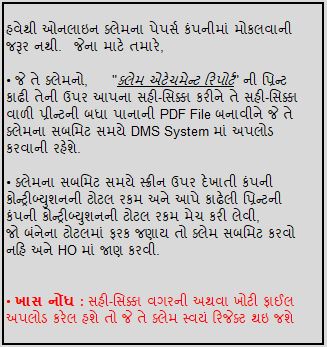 હવેથી ઓનલાઇન ક્લેમના પેપર્સ કંપનીમાં મોકલવાની
જરૂર નથી.   જેના માટે તમારે,
• જે તે ક્લેમનો,     "ક્લેમ એટેચમેન્ટ રિપોર્ટ" ની પ્રિન્ટ
કાઢી તેની ઉપર આપના સહી-સિક્કા કરીને તે સહી-સિક્કા
વાળી પ્રીન્ટની બધા પાનાની PDF File બનાવીને જે તે
ક્લેમના સબમિટ સમયે DMS System માં અપલોડ
કરવાની રહેશે.
• ક્લેમના સબમિટ સમયે સ્ક્રીન ઉપર દેખાતી કંપની
કોન્ટ્રીબ્યુશનની ટોટલ રકમ અને આપે કાઢેલી પ્રિન્ટની
કંપની કોન્ટ્રીબ્યુશનની ટોટલ રકમ મેચ કરી લેવી,
જો બંનેના ટોટલમાં ફરક જણાય તો ક્લેમ સબમિટ કરવો
નહિ અને HO માં જાણ કરવી.
• ખાસ નોંધ : સહી-સિક્કા વગરની અથવા ખોટી ફાઈલ
અપલોડ કરેલ હશે તો જે તે ક્લેમ સ્વયં રિજેક્ટ થઇ જશે